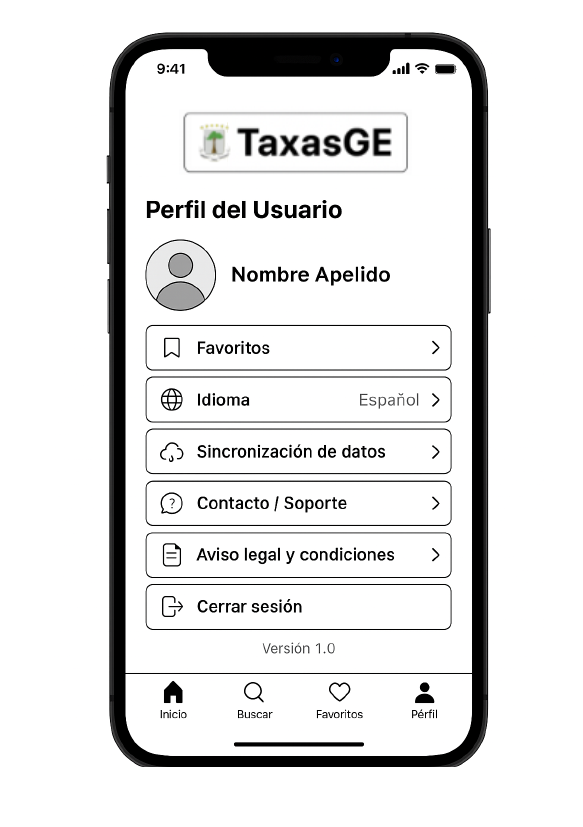 9:41
TaxasGE
Perfil del Usuario
Nombre Apelido
Favoritos
Idioma Español
Sincronización de datos
Contacto / Soporte
Aviso legal y condiciones
Cerrar sesión
Versión 1.0
Inicio Buscar Favoritos Pérfil